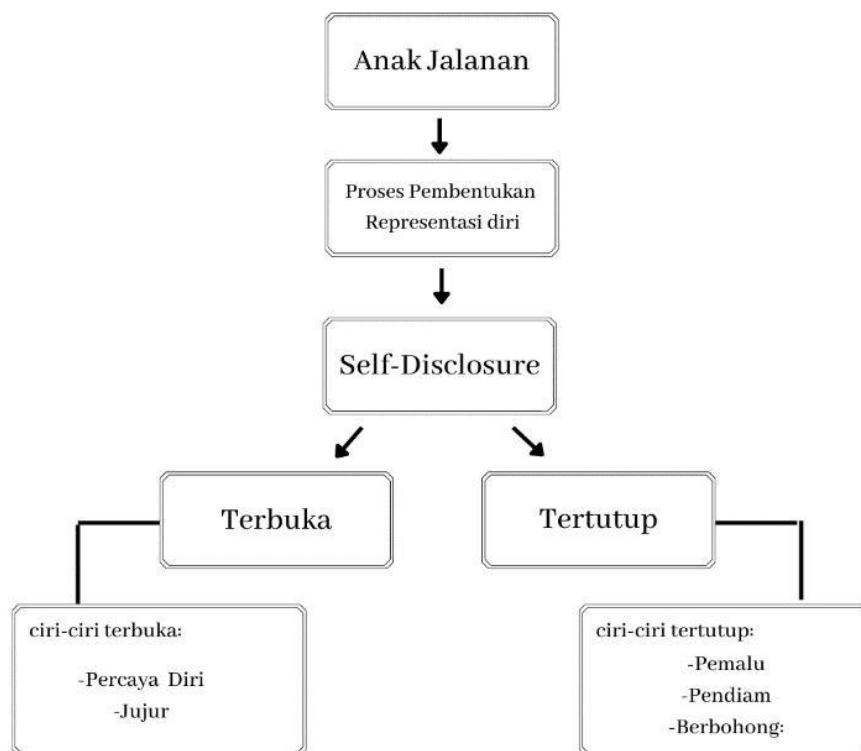 Anak Jalanan
Proses Pembentukan
Representasi diri
Self-Disclosure
Terbuka
Tertutup
ciri-ciri terbuka:
-Percaya Diri
-Jujur
ciri-ciri tertutup:
-Pemalu
-Pendiam
-Berbohong: